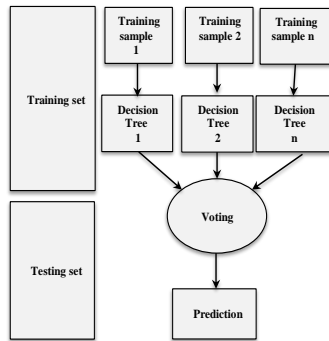 Training
sample
1
Training
sample 2
Training
sample n
Training set
Decision
Tree
1
Decision
Tree
2
Decision
Tree
n
Voting
Testing set
Prediction